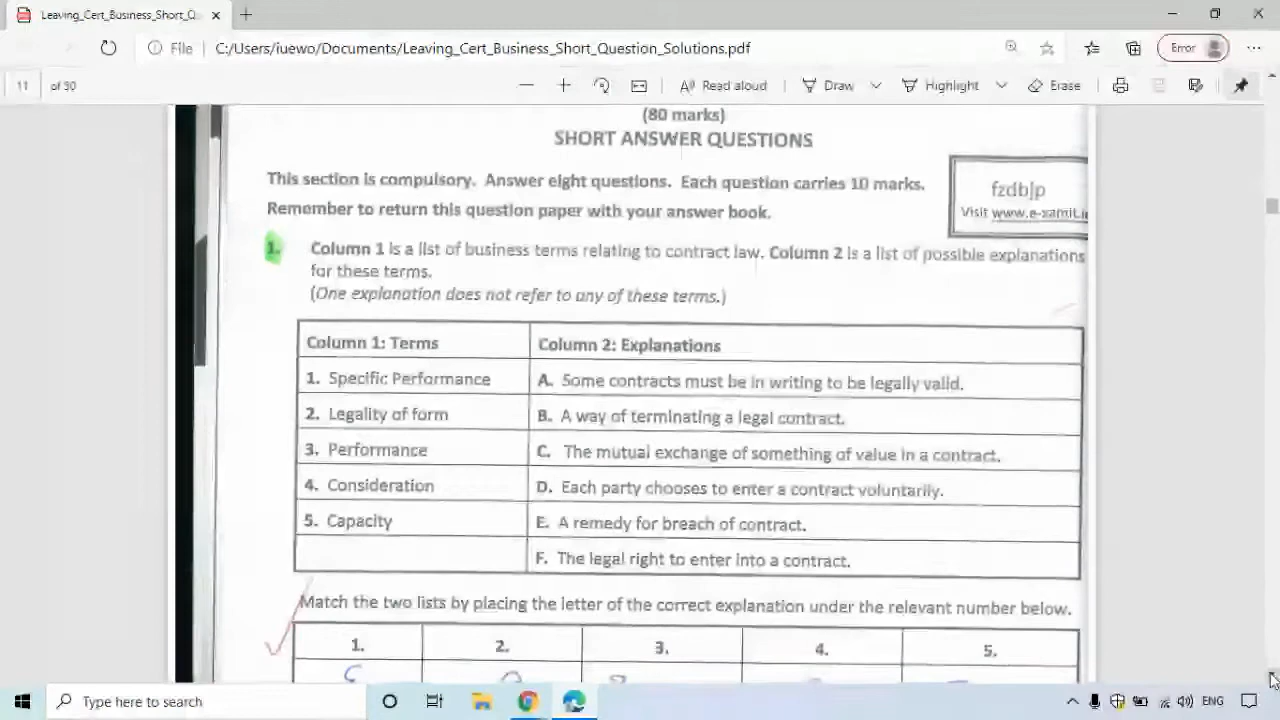 Leaving_Cert_Business_Short_Q
File C:/Users/iuewo/Documents/Leaving_Cert_Business_Short_Question_Solutions.pdf
Error
11 of 90
Read aloud Draw Highlight Erase
(80 marks)
SHORT ANSWER QUESTIONS
This section is compulsory. Answer eight questions. Each question carries 10 marks.
Remember to return this question paper with your answer book.
fzdbjp
Visit www.e-xamit.ie
1. Column 1 is a list of business terms relating to contract law. Column 2 is a list of possible explanations
for these terms.
(One explanation does not refer to any of these terms.)
Column 1: Terms Column 2: Explanations
1. Specific Performance A. Some contracts must be in writing to be legally valid.
2. Legality of form B. A way of terminating a legal contract.
3. Performance C. The mutual exchange of something of value in a contract.
4. Consideration D. Each party chooses to enter a contract voluntarily.
5. Capacity E. A remedy for breach of contract.
F. The legal right to enter into a contract.
Match the two lists by placing the letter of the correct explanation under the relevant number below.
1. 2. 3. 4. 5.
Type here to search
ENG